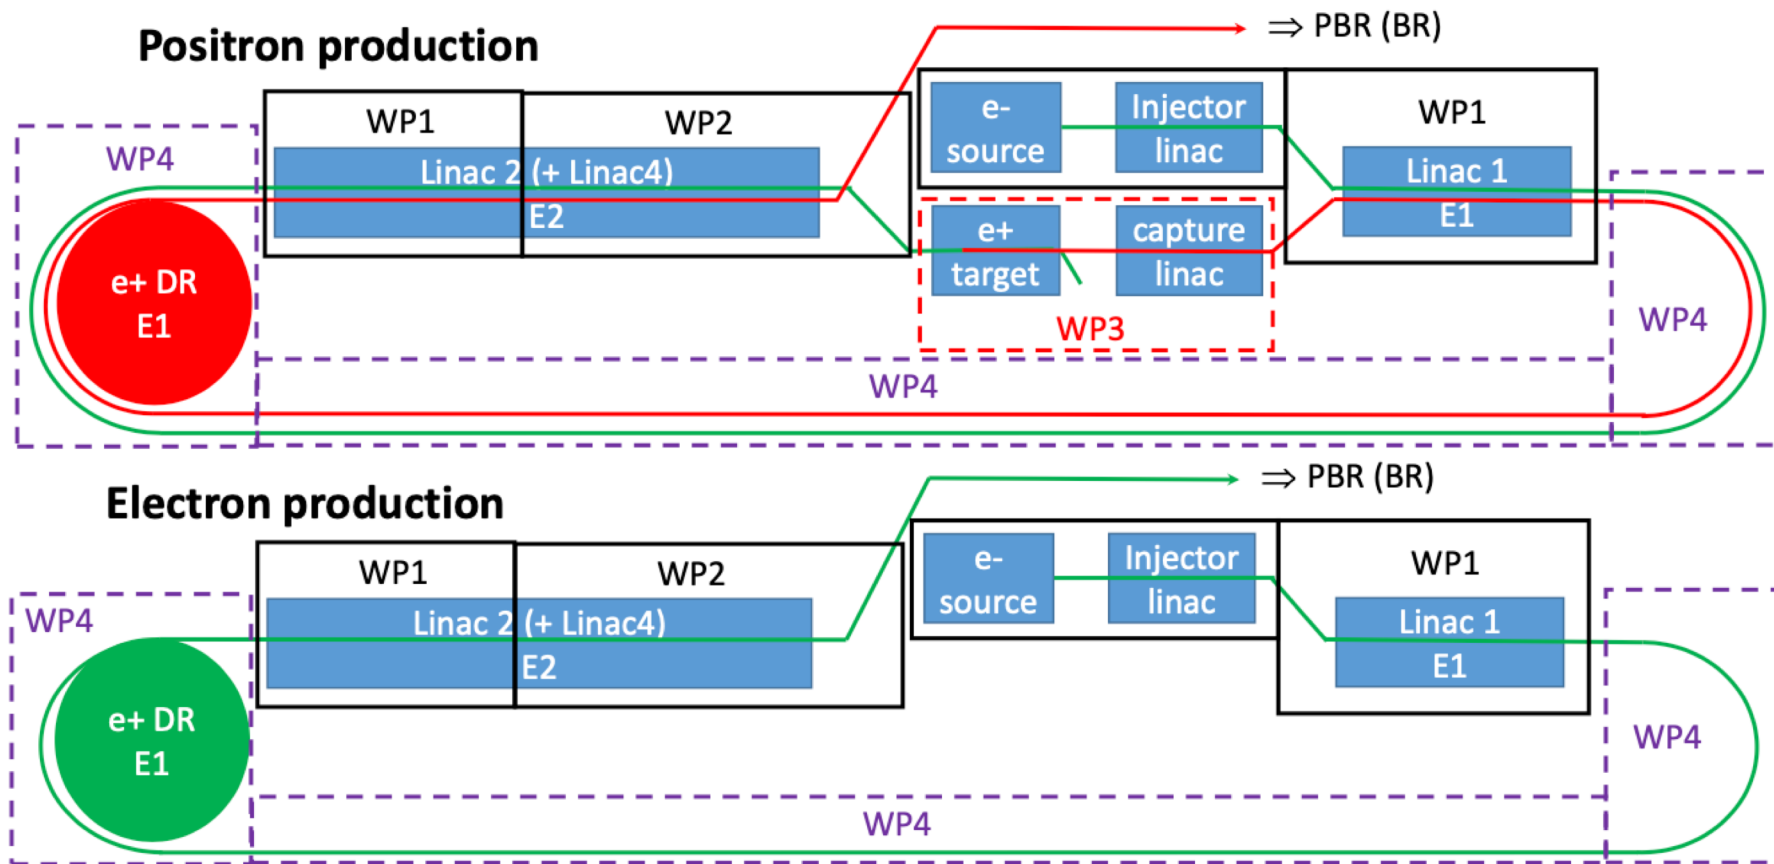 Positron production
⇒ PBR (BR)
WP4
WP1
WP2
Linac 2 (+ Linac4)
E2
e-
source
Injector
linac
WP1
Linac 1
E1
e+ DR
E1
e+
target
capture
linac
WP3
WP4
WP4
Electron production
⇒ PBR (BR)
WP4
WP1
WP2
Linac 2 (+ Linac4)
E2
e-
source
Injector
linac
WP1
Linac 1
E1
e+ DR
E1
WP4
WP4